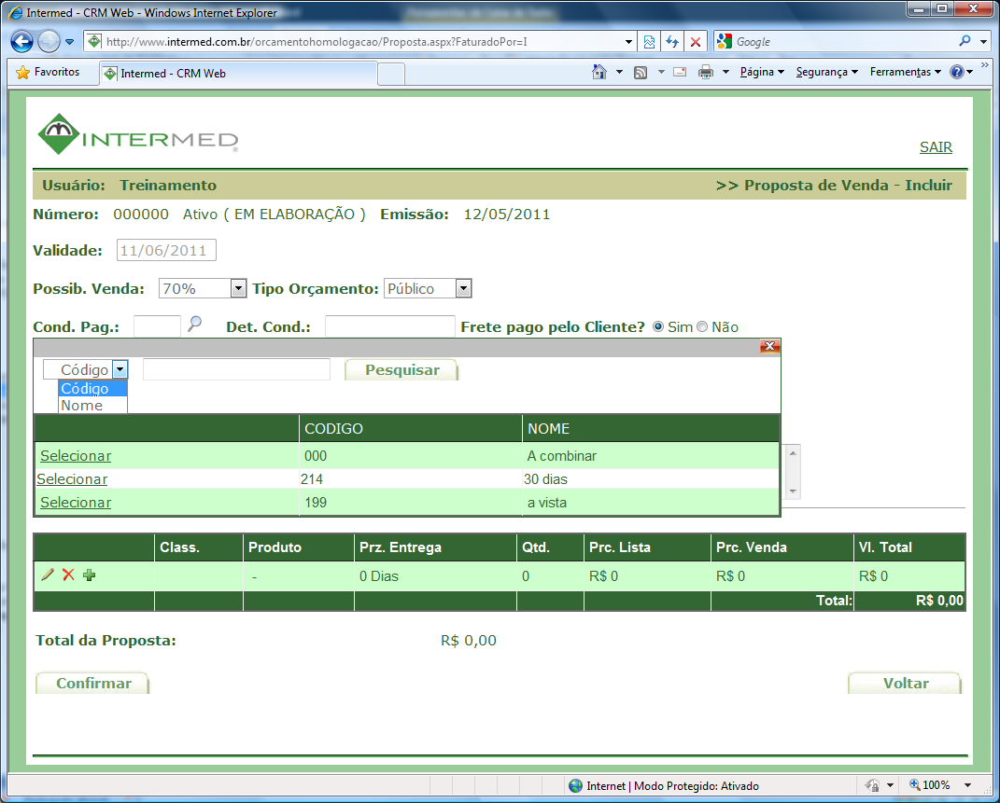 Intermed - CRM Web - Windows Internet Explorer
http://www.intermed.com.br/orcamentohomologacao/Proposta.aspx?FaturadoPor=I
Google
Favoritos
Intermed - CRM Web
Página
Segurança
Ferramentas
INTERMED
SAIR
Usuário: Treinamento >> Proposta de Venda - Incluir
Número: 000000 Ativo ( EM ELABORAÇÃO ) Emissão: 12/05/2011
Validade: 11/06/2011
Possib. Venda: 70% Tipo Orçamento: Público
Cond. Pag.: Det. Cond.: Frete pago pelo Cliente? Sim Não
Código Pesquisar
Código
Nome
CODIGO NOME
Selecionar 000 A combinar
Selecionar 214 30 dias
Selecionar 199 a vista
Class. Produto Prz. Entrega Qtd. Prc. Lista Prc. Venda Vl. Total
- 0 Dias 0 R$ 0 R$ 0 R$ 0
Total: R$ 0,00
Total da Proposta: R$ 0,00
Confirmar Voltar
Internet | Modo Protegido: Ativado 100%